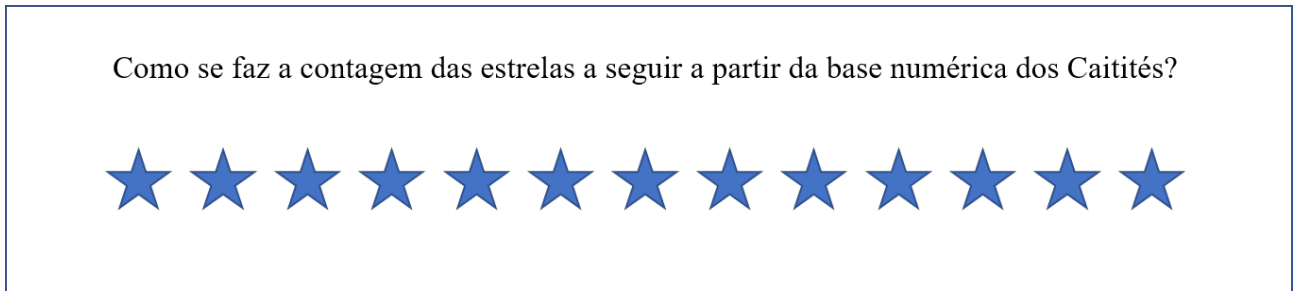 Como se faz a contagem das estrelas a seguir a partir da base numérica dos Caitités?